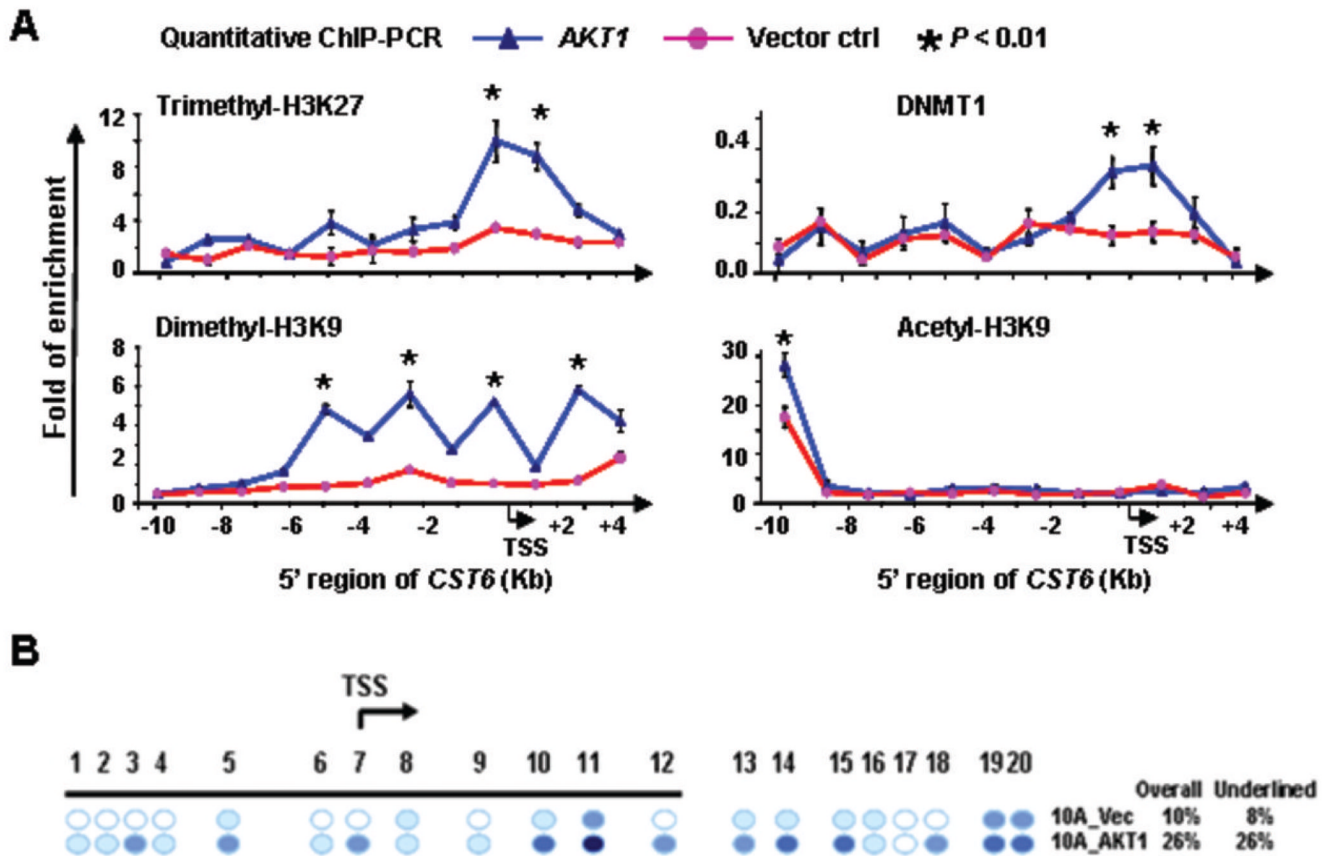 A
Quantitative ChIP-PCR AKT1 Vector ctrl * P < 0.01
Fold of enrichment
Trimethyl-H3K27
12
8
4
2
0
* *
DNMT1
0.4
0.2
0.0
* *
Dimethyl-H3K9
8
6
4
2
0
* * * *
-10 -8 -6 -4 -2 +2 +4
TSS
5' region of CST6 (Kb)
Acetyl-H3K9
30
20
10
0
*
-10 -8 -6 -4 -2 +2 +4
TSS
5' region of CST6 (Kb)
B
TSS
1 2 3 4 5 6 7 8 9 10 11 12 13 14 15 16 17 18 19 20
Overall Underlined
10A_Vec 10% 8%
10A_AKT1 26% 26%